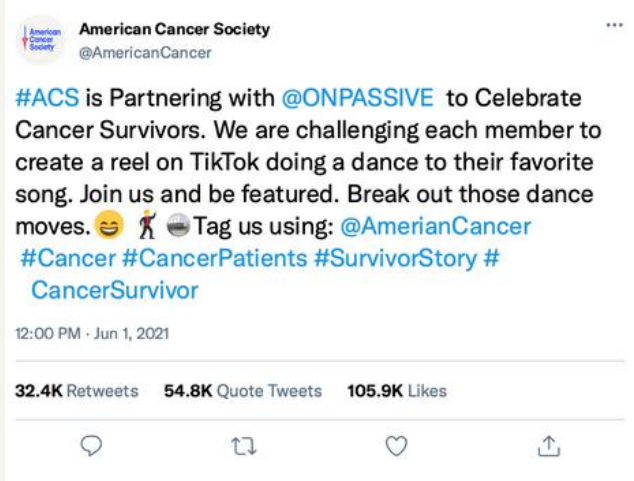 American Cancer Society
American Cancer Society
@AmericanCancer
#ACS is Partnering with @ONPASSIVE to Celebrate
Cancer Survivors. We are challenging each member to
create a reel on TikTok doing a dance to their favorite
song. Join us and be featured. Break out those dance
moves.😄 🕺 🪩Tag us using: @AmerianCancer
#Cancer #CancerPatients #SurvivorStory #
CancerSurvivor
12:00 PM · Jun 1, 2021
32.4K Retweets 54.8K Quote Tweets 105.9K Likes